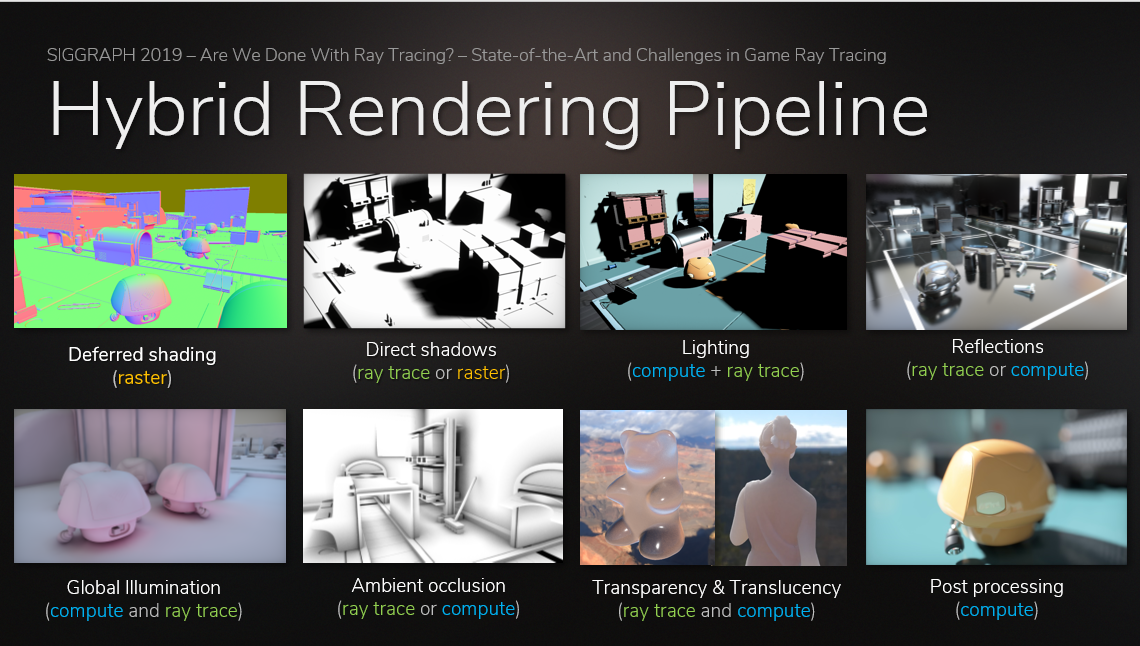 SIGGRAPH 2019 – Are We Done With Ray Tracing? – State-of-the-Art and Challenges in Game Ray Tracing
Hybrid Rendering Pipeline
Deferred shading
(raster)
Direct shadows
(ray trace or raster)
Lighting
(compute + ray trace)
Reflections
(ray trace or compute)
Global Illumination
(compute and ray trace)
Ambient occlusion
(ray trace or compute)
Transparency & Translucency
(ray trace and compute)
Post processing
(compute)